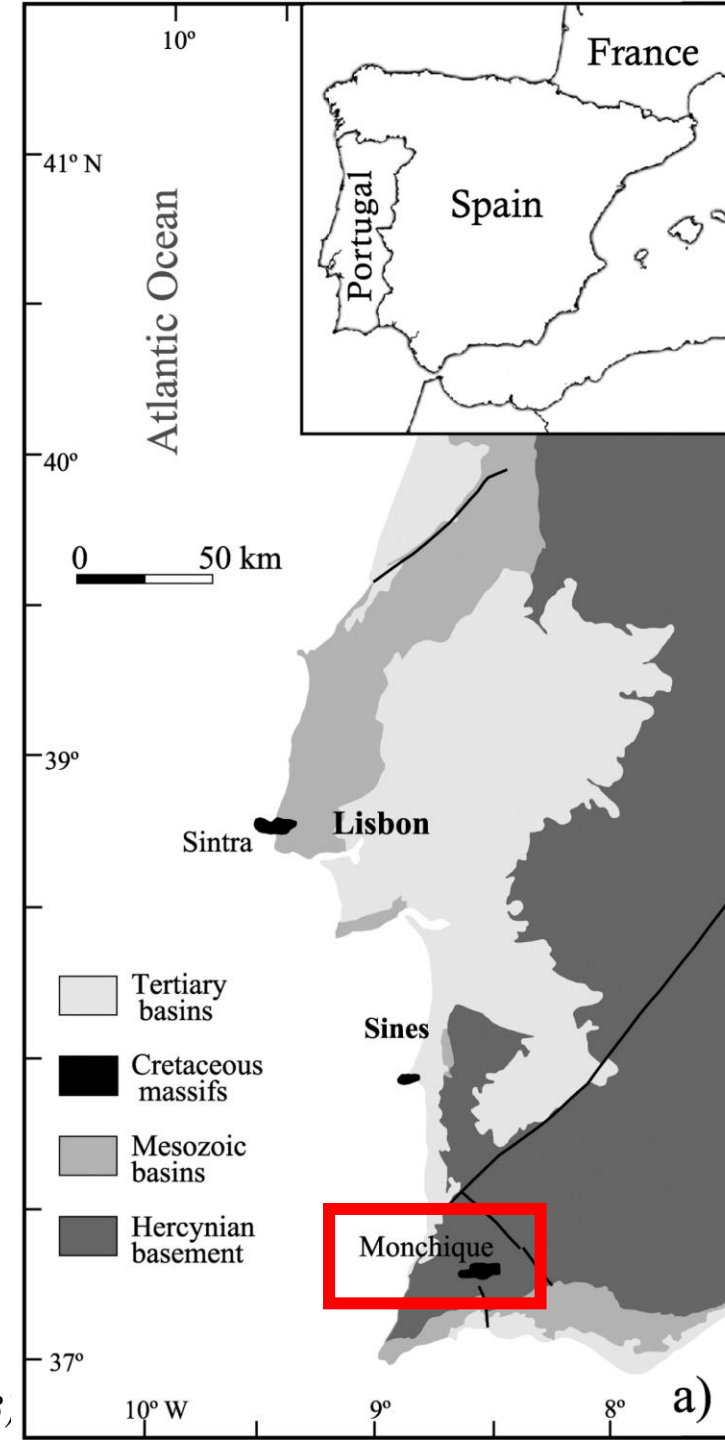 10º
France
41º N
Spain
Portugal
Atlantic Ocean
40º
0 50 km
39º
Lisbon
Sintra
Tertiary
basins
Sines
Cretaceous
massifs
Mesozoic
basins
Hercynian
basement
Monchique
37º
a)
10º W
9º
8º